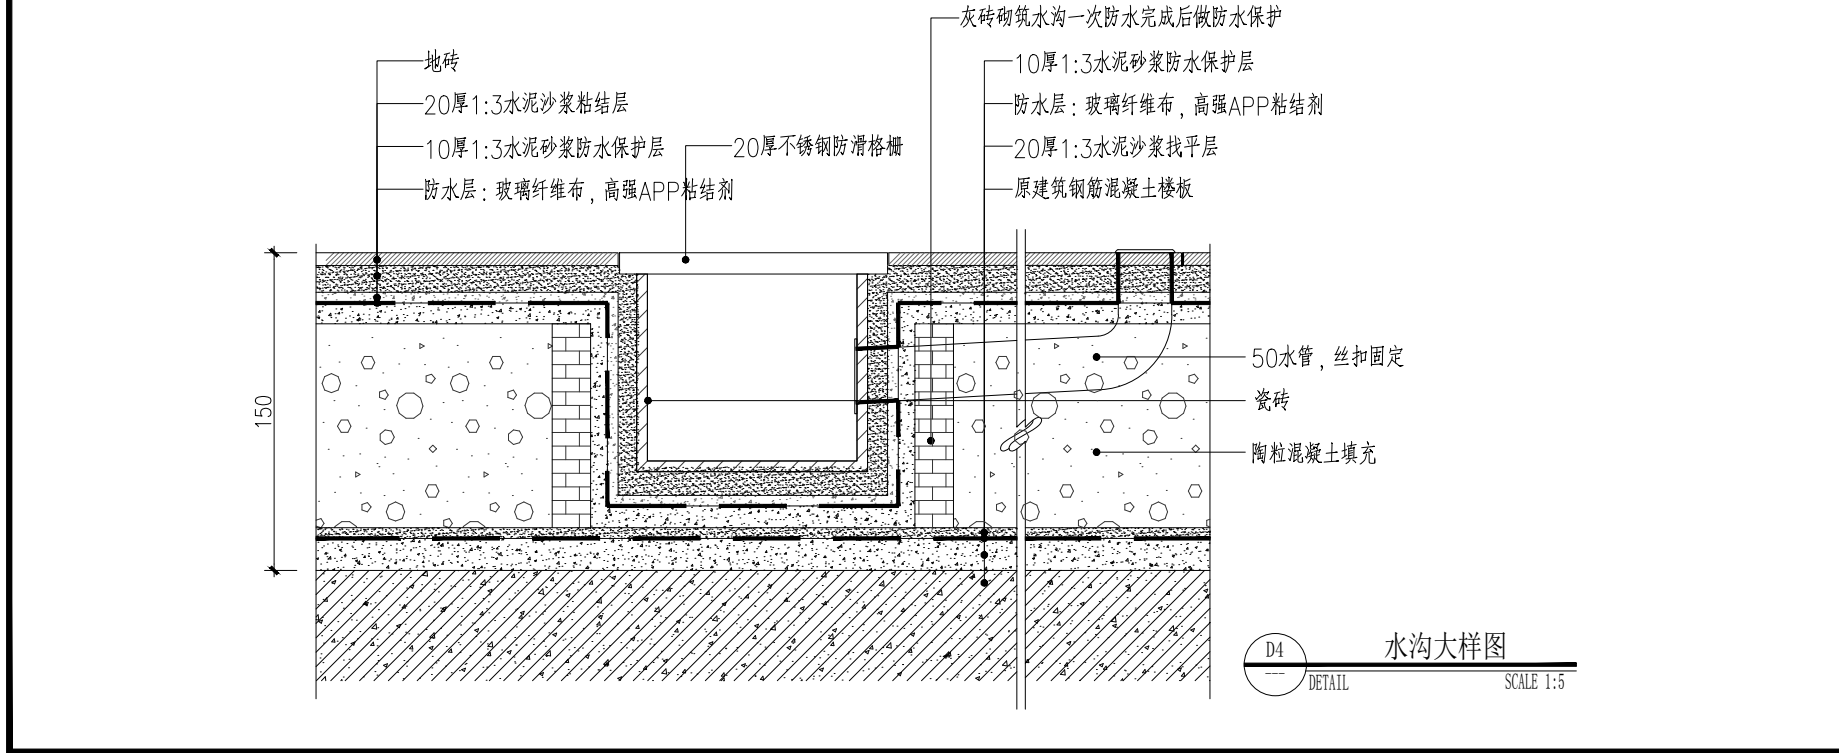 灰砖砌筑水沟一次防水完成后做防水保护
地砖
20厚1:3水泥沙浆粘结层
10厚1:3水泥砂浆防水保护层
防水层：玻璃纤维布，高强APP粘结剂
20厚不锈钢防滑格栅
10厚1:3水泥砂浆防水保护层
防水层：玻璃纤维布，高强APP粘结剂
20厚1:3水泥沙浆找平层
原建筑钢筋混凝土楼板
150
50水管，丝扣固定
瓷砖
陶粒混凝土填充
D4
---
水沟大样图
DETAIL
SCALE 1:5